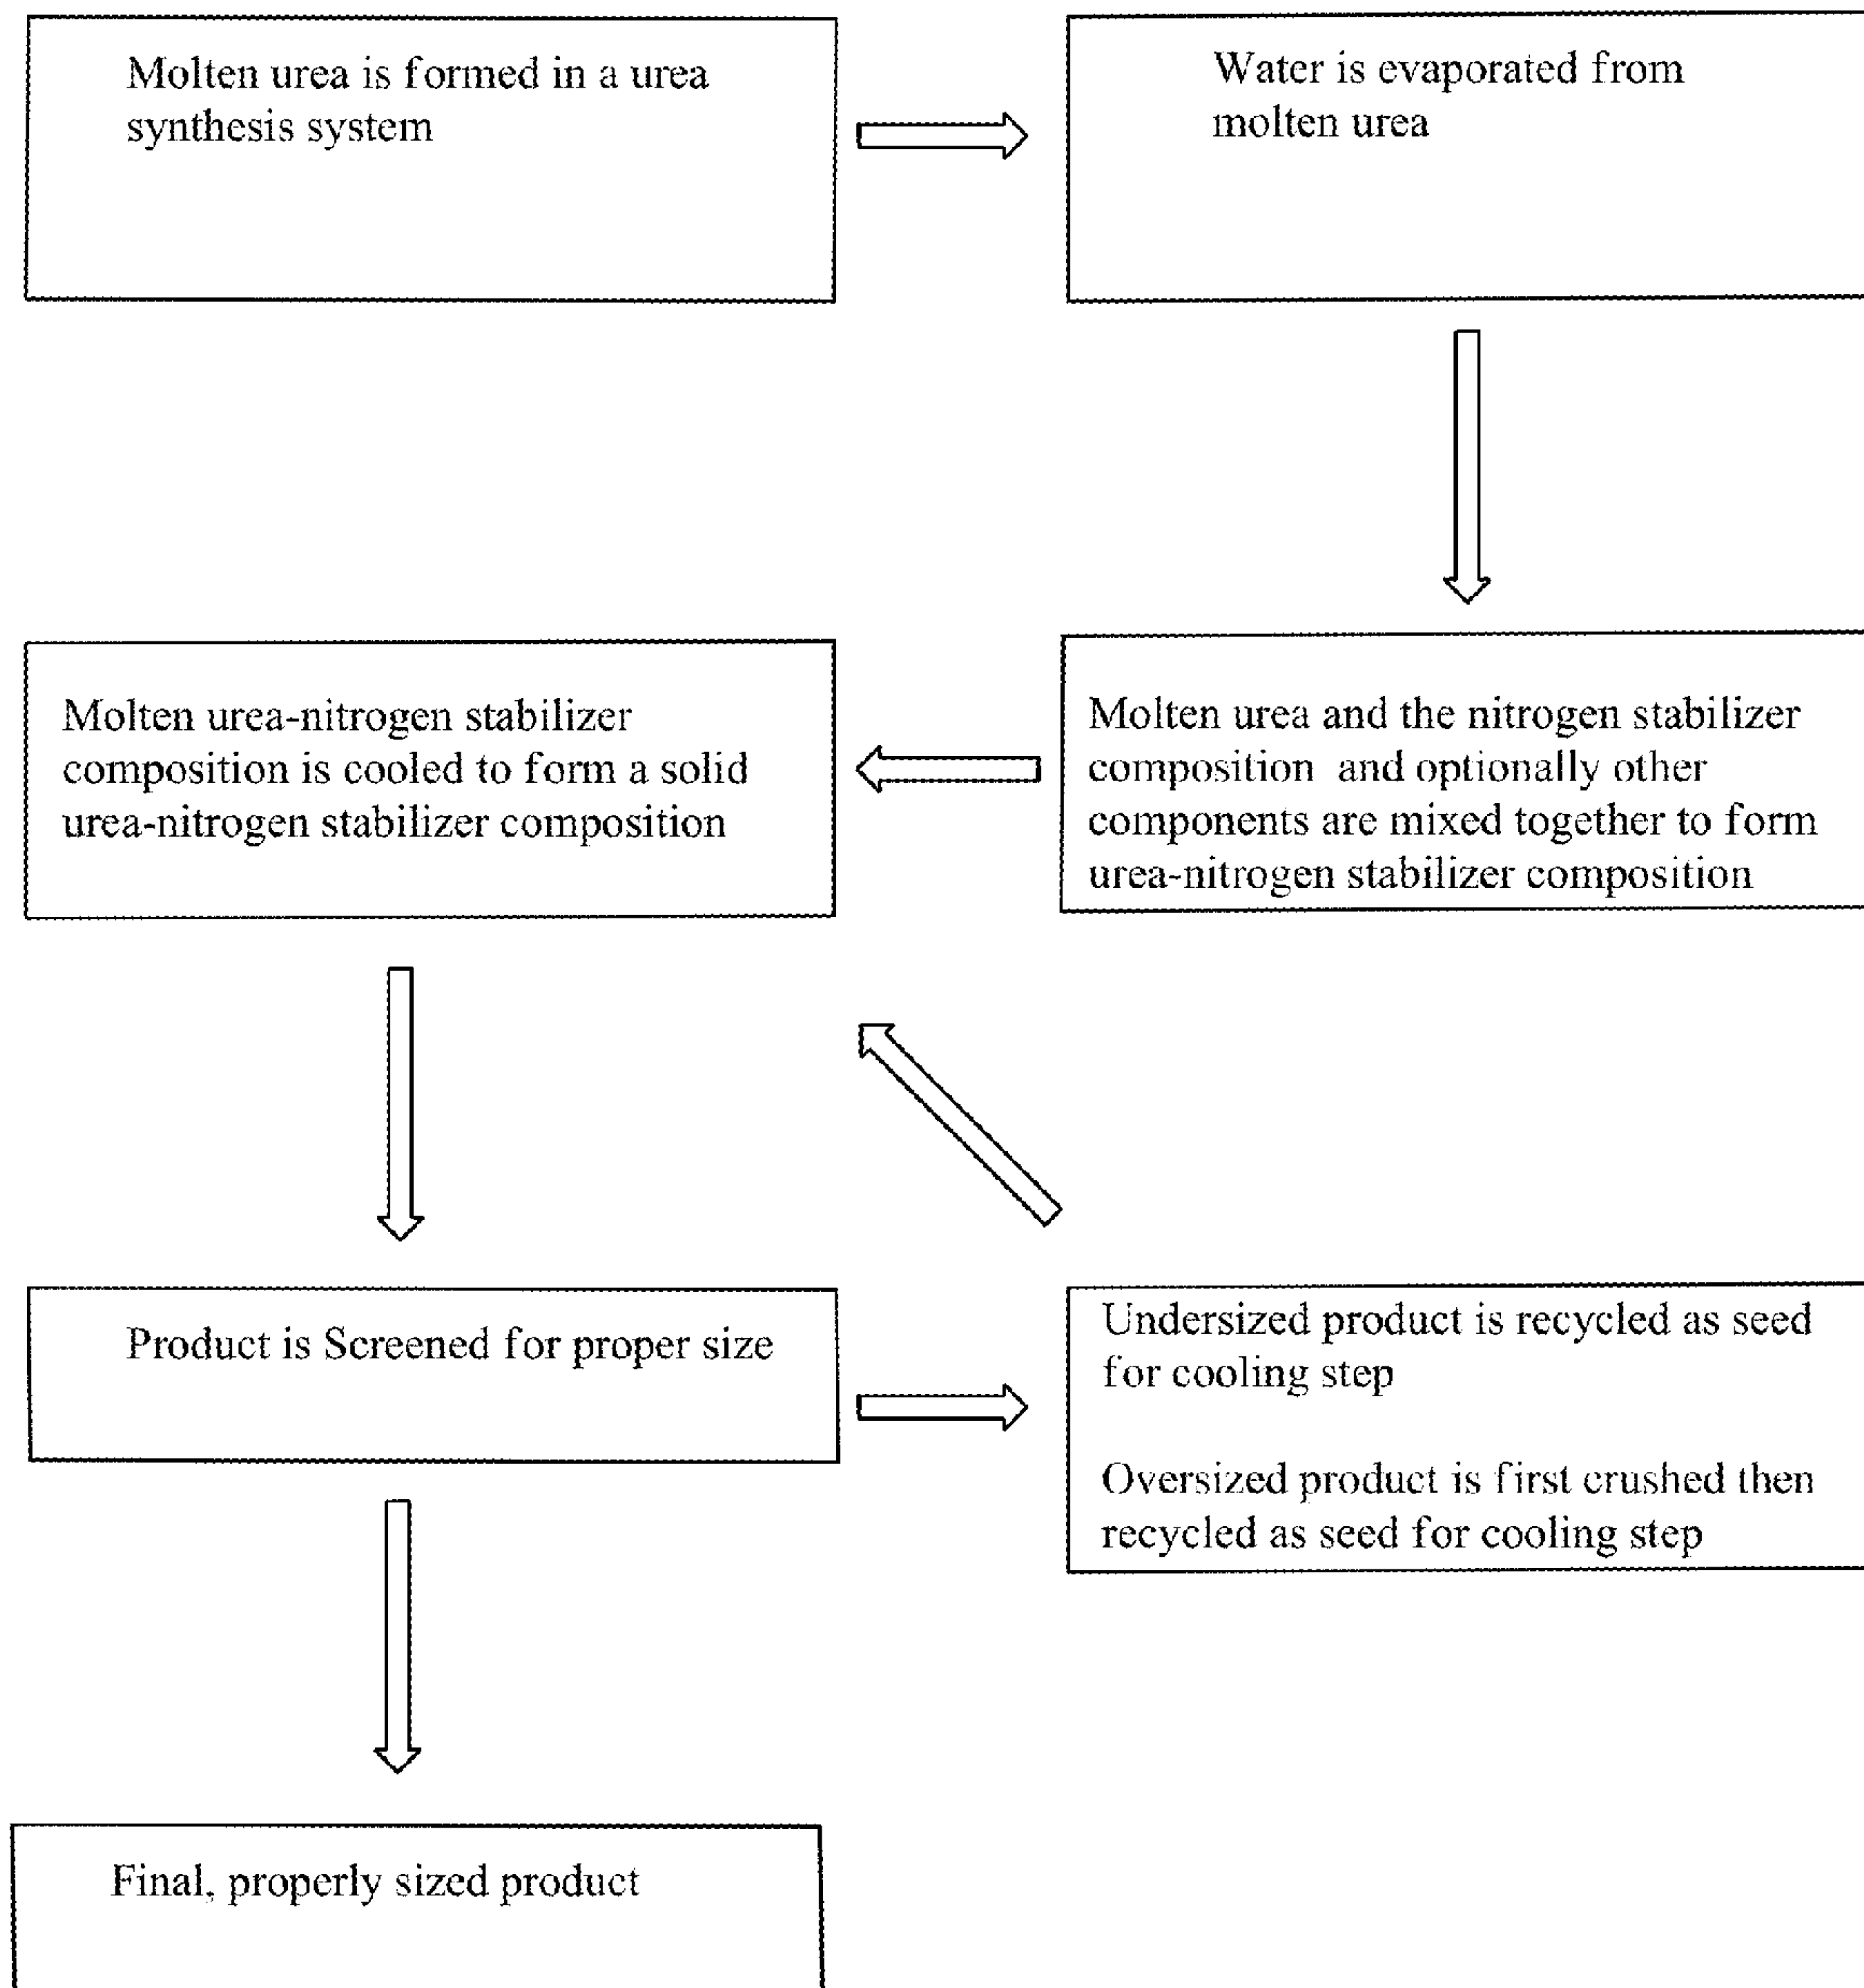 Molten urea is formed in a urea
synthesis system
Water is evaporated from
molten urea
Molten urea and the nitrogen stabilizer
composition and optionally other
components are mixed together to form
urea-nitrogen stabilizer composition
Molten urea-nitrogen stabilizer
composition is cooled to form a solid
urea-nitrogen stabilizer composition
Product is Screened for proper size
Undersized product is recycled as seed
for cooling step
Oversized product is first crushed then
recycled as seed for cooling step
Final, properly sized product